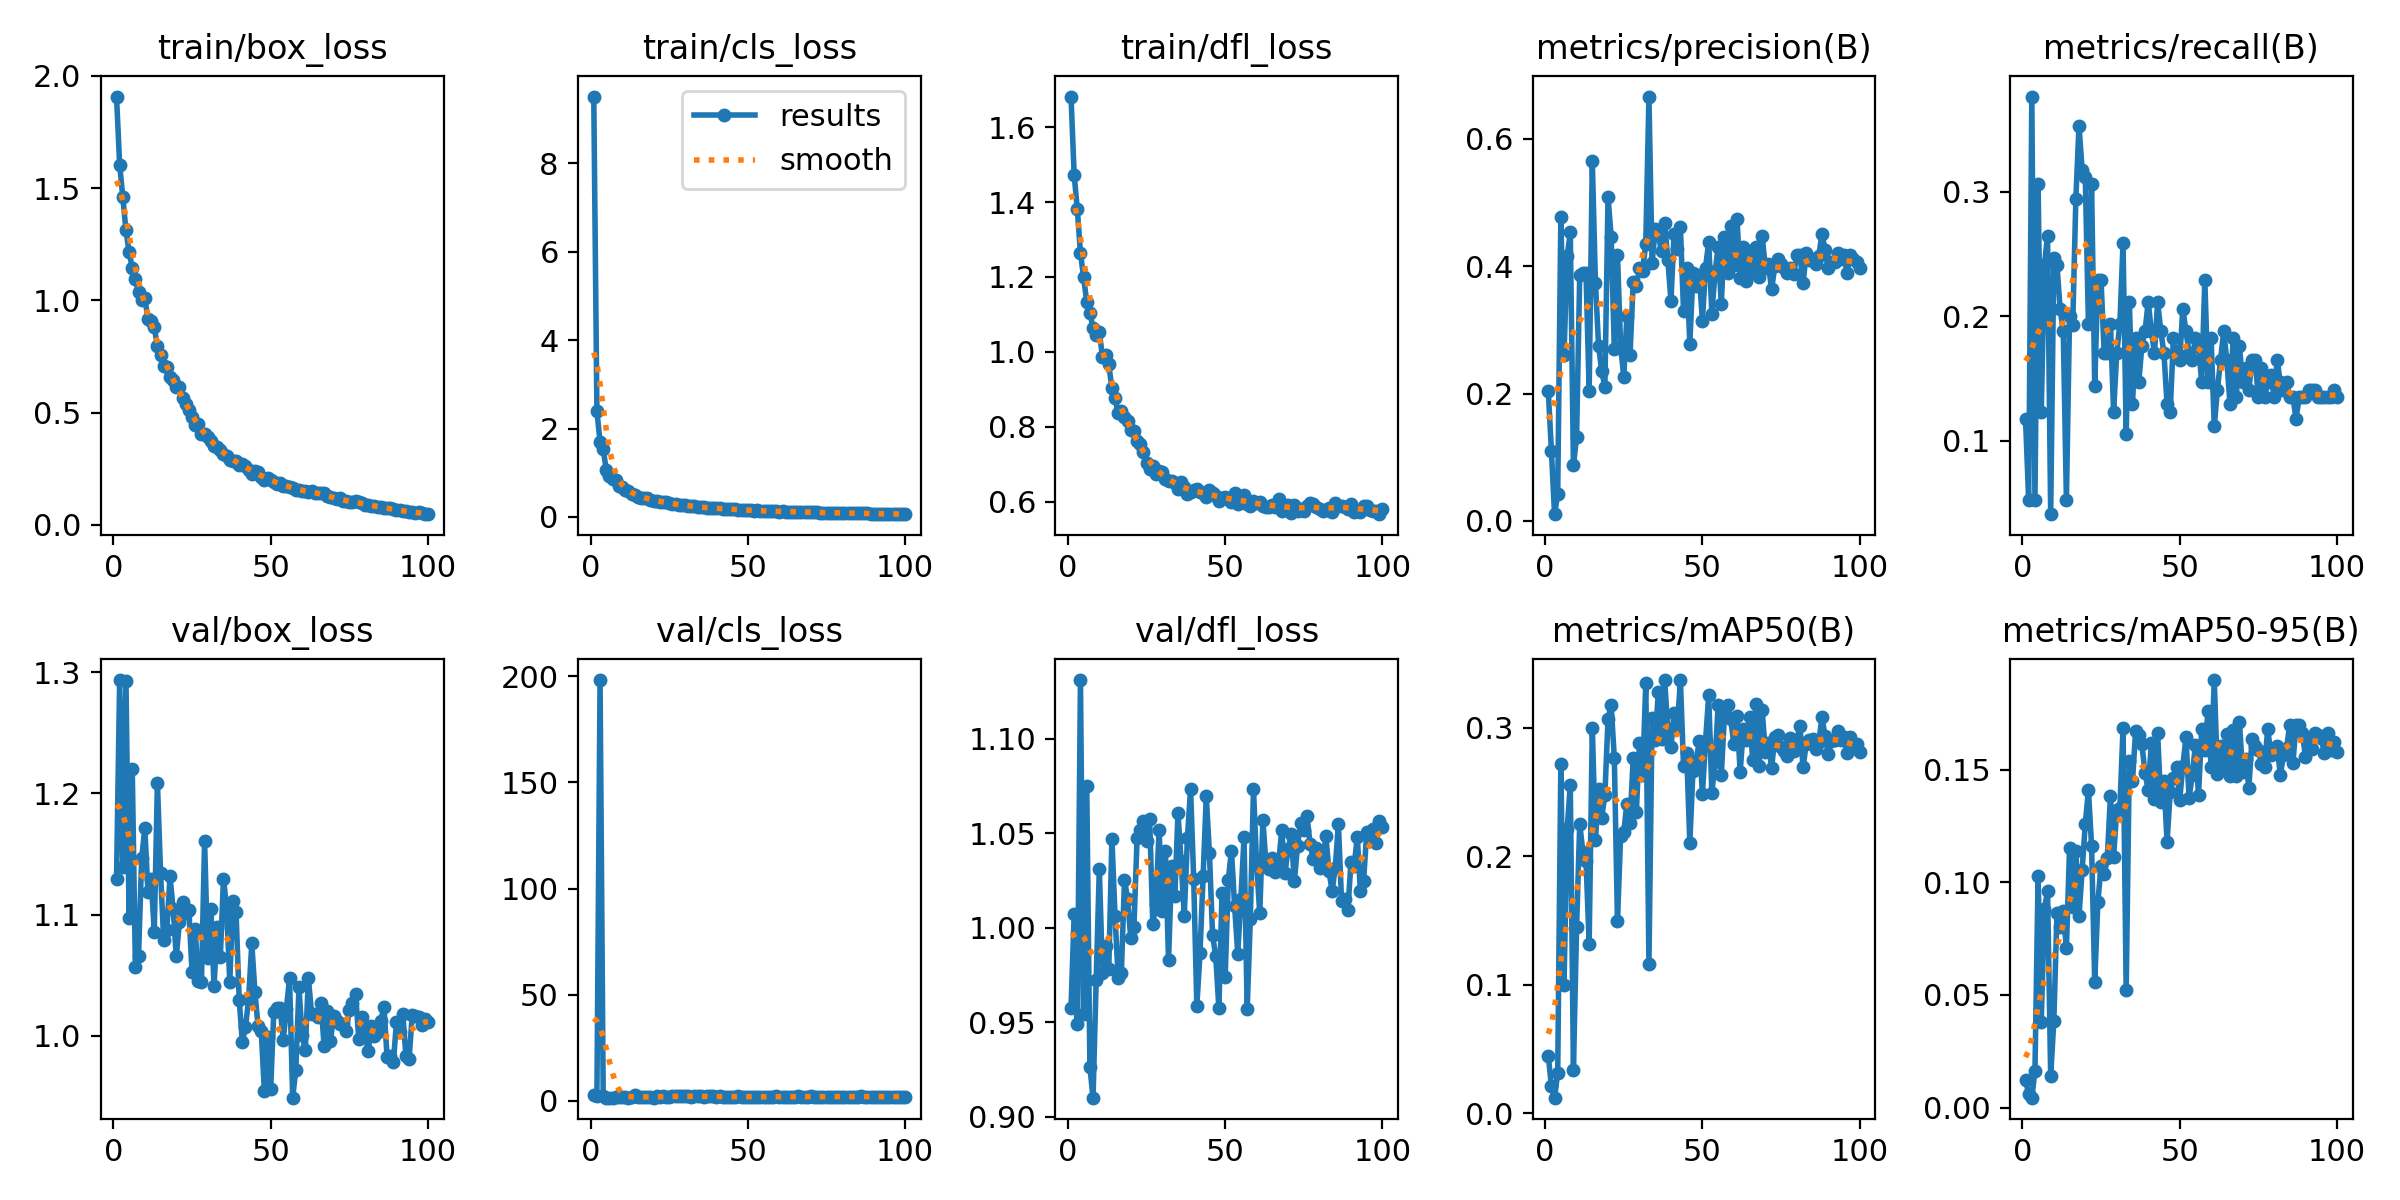 train/box_loss
2.0
1.5
1.0
0.5
0.0
0 50 100
train/cls_loss
results
smooth
8
6
4
2
0
0 50 100
train/dfl_loss
1.6
1.4
1.2
1.0
0.8
0.6
0 50 100
metrics/precision(B)
0.6
0.4
0.2
0.0
0 50 100
metrics/recall(B)
0.3
0.2
0.1
0 50 100
val/box_loss
1.3
1.2
1.1
1.0
0 50 100
val/cls_loss
200
150
100
50
0
0 50 100
val/dfl_loss
1.10
1.05
1.00
0.95
0.90
0 50 100
metrics/mAP50(B)
0.3
0.2
0.1
0.0
0 50 100
metrics/mAP50-95(B)
0.15
0.10
0.05
0.00
0 50 100